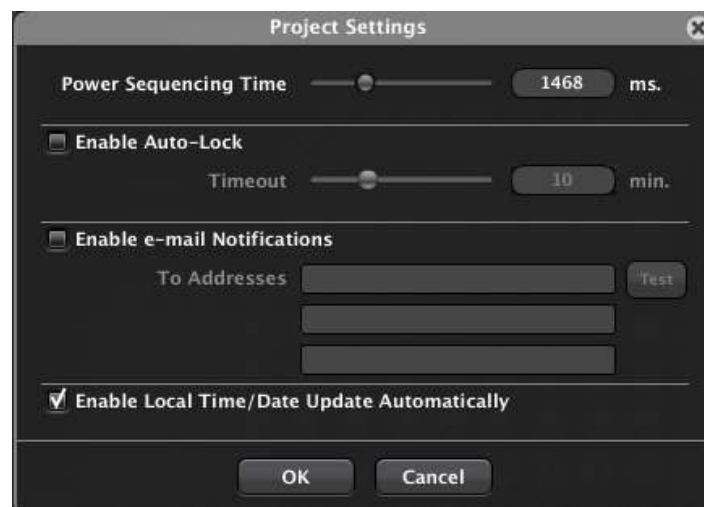 Project Settings
Power Sequencing Time 1468 ms.
Enable Auto-Lock
Timeout 10 min.
Enable e-mail Notifications
To Addresses Test
Enable Local Time/Date Update Automatically
OK Cancel